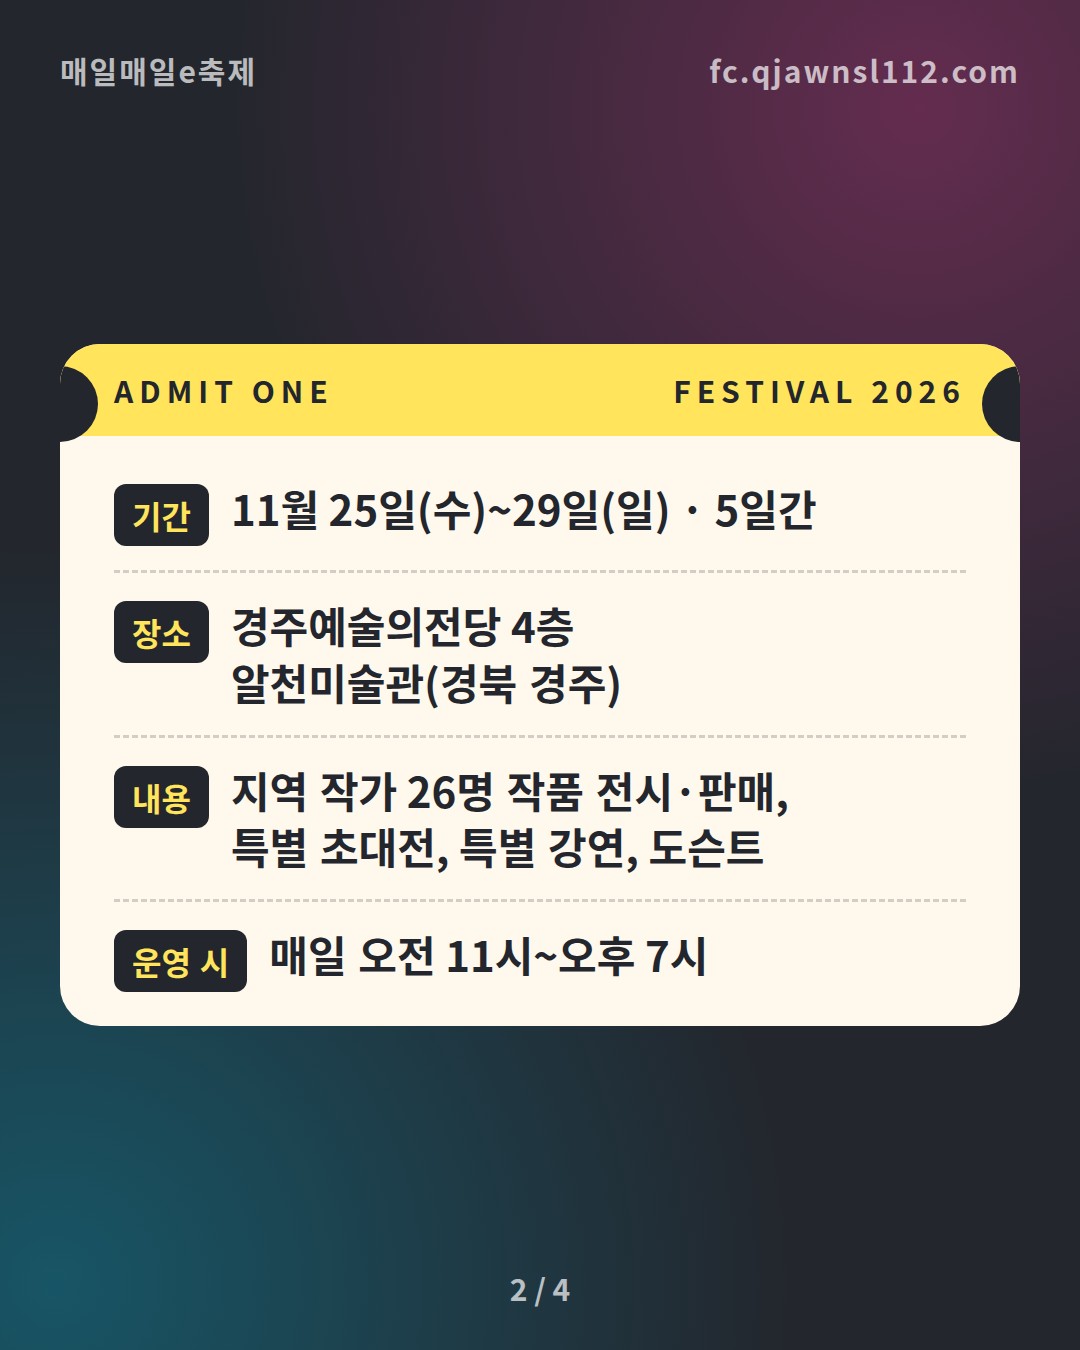 매일매일e축제
fc.qjawnsl112.com
ADMIT ONE
FESTIVAL 2026
기간
11월 25일(수)~29일(일) · 5일간
장소
경주예술의전당 4층
알천미술관(경북 경주)
내용
지역 작가 26명 작품 전시·판매,
특별 초대전, 특별 강연, 도슨트
운영 시
매일 오전 11시~오후 7시
2 / 4